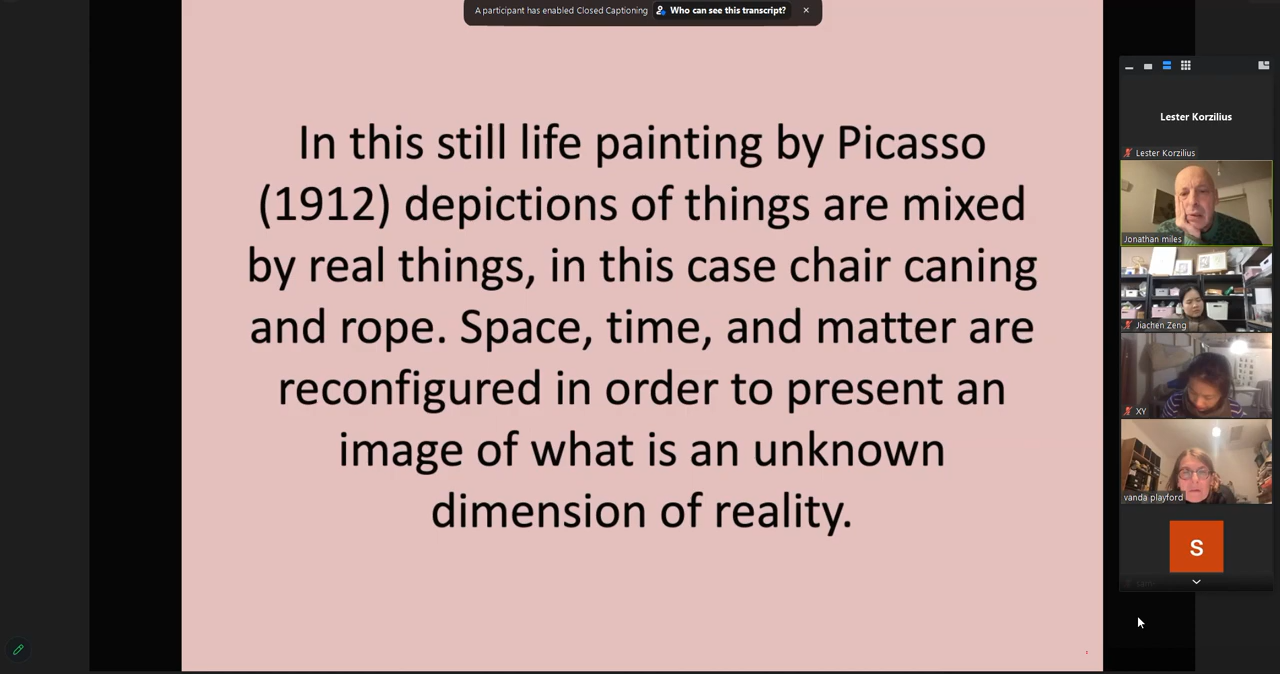 A participant has enabled Closed Captioning Who can see this transcript?
In this still life painting by Picasso
(1912) depictions of things are mixed
by real things, in this case chair caning
and rope. Space, time, and matter are
reconfigured in order to present an
image of what is an unknown
dimension of reality.
Lester Korzilius
Lester Korzilius
Jonathan miles
Jiachen Zeng
XY
vanda playford
S